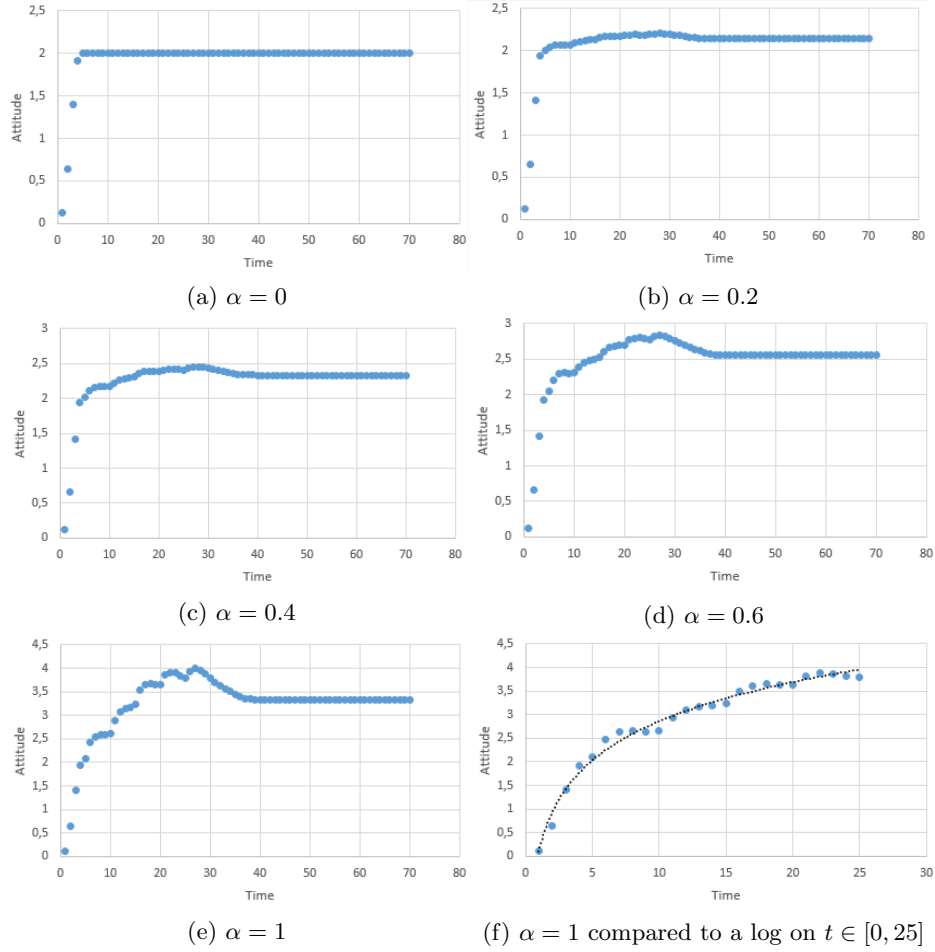 2,5
2
1,5
1
0,5
0
Attitude
0 10 20 30 40 50 60 70 80
Time
(a) α = 0
2,5
2
1,5
1
0,5
0
Attitude
0 10 20 30 40 50 60 70 80
Time
(b) α = 0.2
3
2,5
2
1,5
1
0,5
0
Attitude
0 10 20 30 40 50 60 70 80
Time
(c) α = 0.4
3
2,5
2
1,5
1
0,5
0
Attitude
0 10 20 30 40 50 60 70 80
Time
(d) α = 0.6
4,5
4
3,5
3
2,5
2
1,5
1
0,5
0
Attitude
0 10 20 30 40 50 60 70 80
Time
(e) α = 1
4,5
4
3,5
3
2,5
2
1,5
1
0,5
0
Attitude
0 5 10 15 20 25 30
Time
(f) α = 1 compared to a log on t ∈ [0, 25]